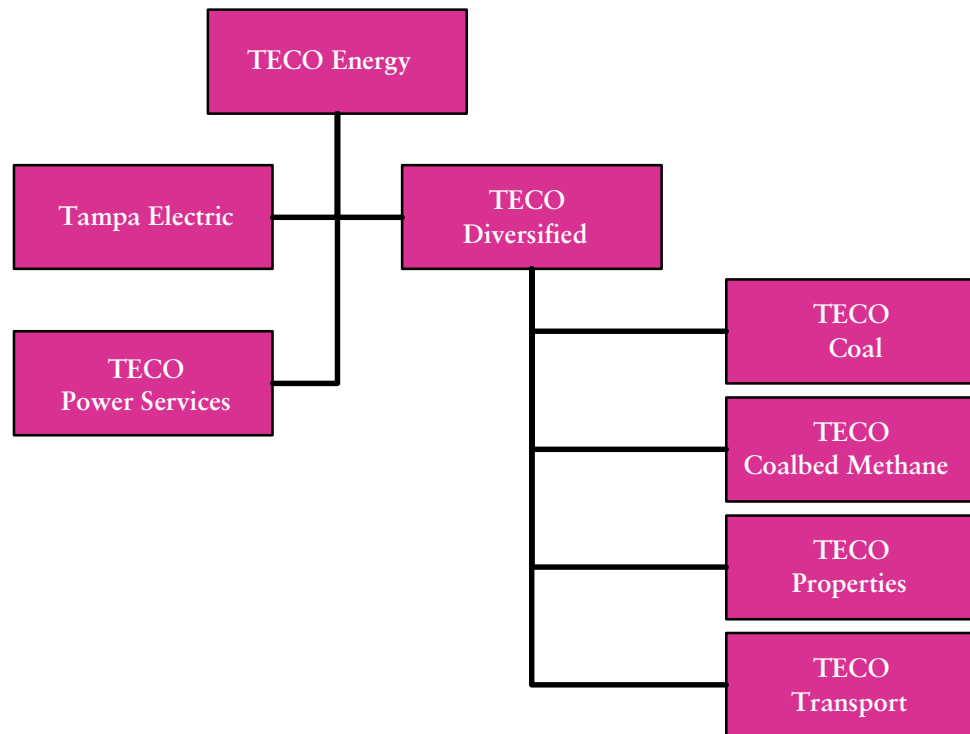 TECO Energy
Tampa Electric
TECO
Diversified
TECO
Power Services
TECO
Coal
TECO
Coalbed Methane
TECO
Properties
TECO
Transport